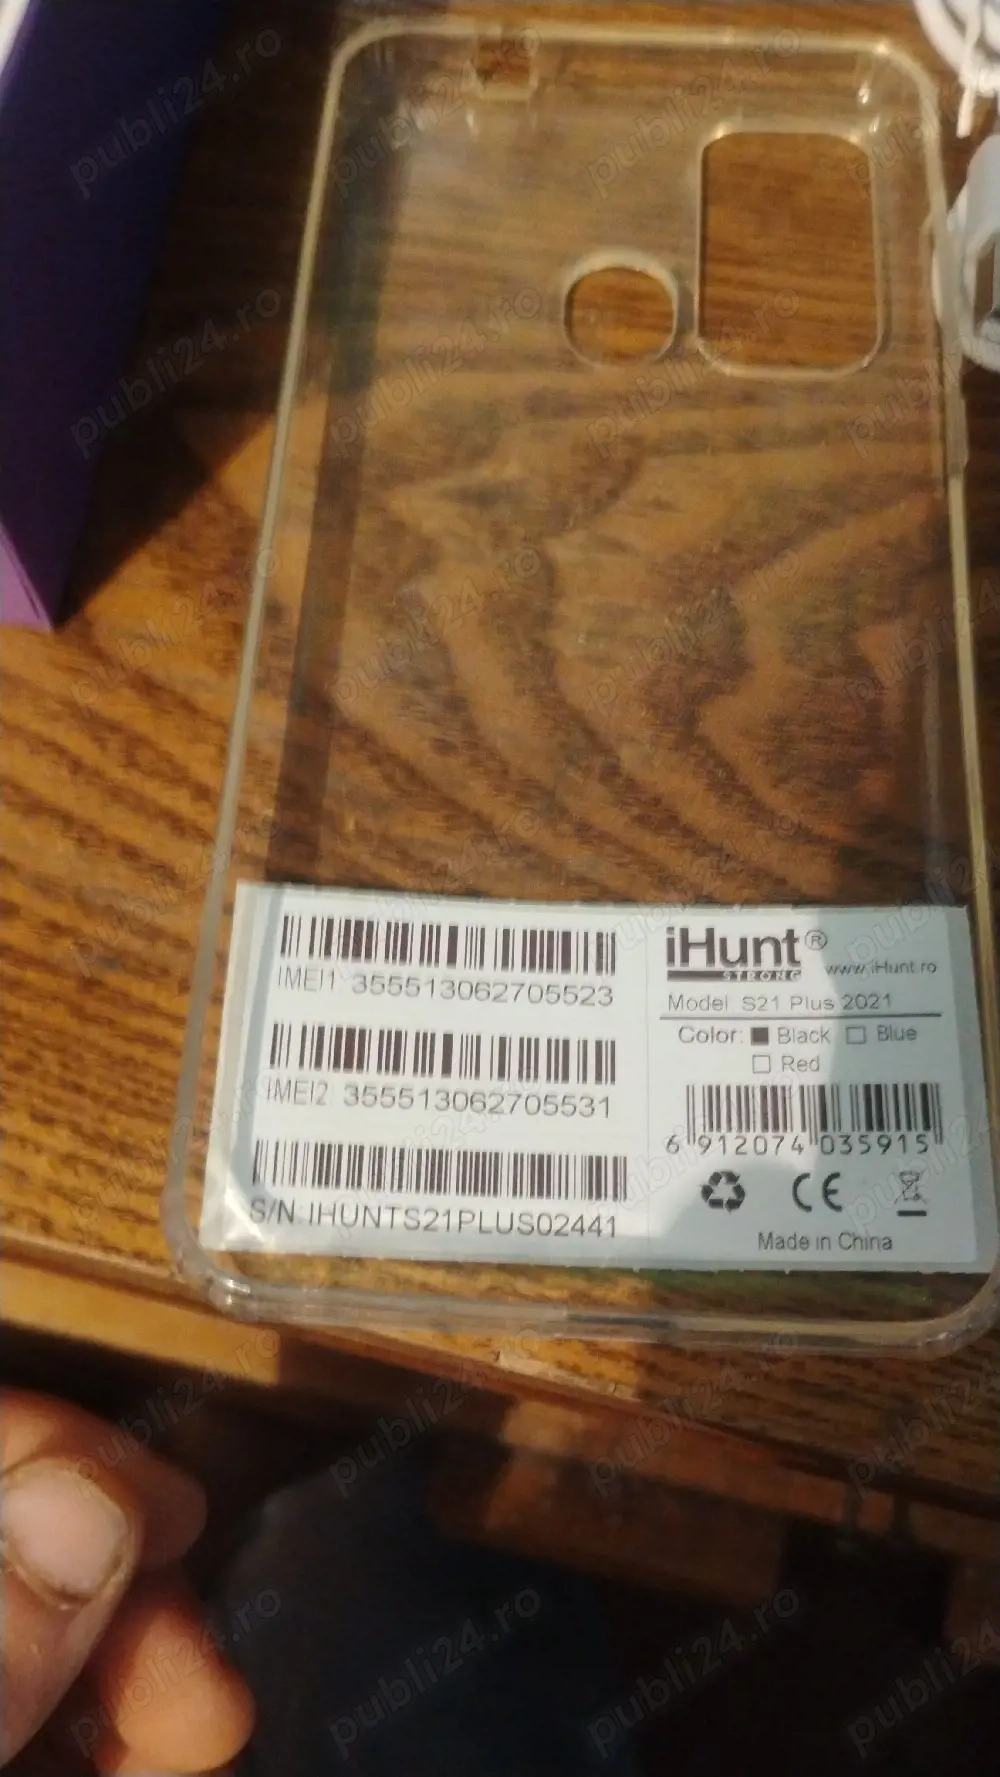 IMEI1 355513062705523
IMEI2 355513062705531
S/N:IHUNTS21PLUS02441
iHunt®
STRONG
www.iHunt.ro
Model S21 Plus 2021
Color: Black Blue
Red
6 912074 035915
CE
Made in China
publi24.ro